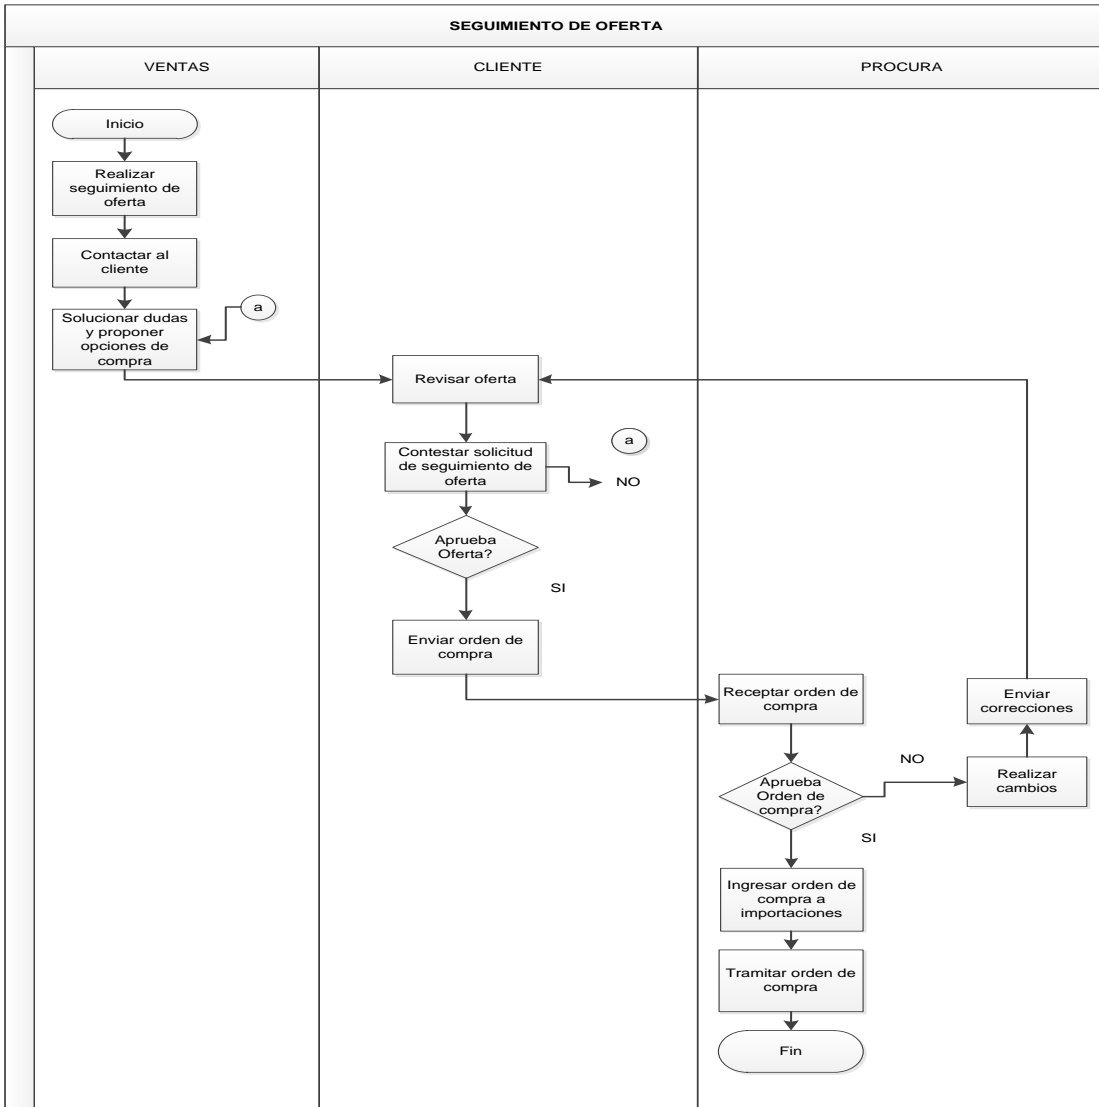 SEGUIMIENTO DE OFERTA
VENTAS
CLIENTE
PROCURA
Inicio
Realizar
seguimiento de
oferta
Contactar al
cliente
a
Solucionar dudas
y proponer
opciones de
compra
Revisar oferta
a
Contestar solicitud
de seguimiento de
oferta
NO
Aprueba
Oferta?
SI
Enviar orden de
compra
Receptar orden de
compra
Enviar
correcciones
NO
Realizar
cambios
Aprueba
Orden de
compra?
SI
Ingresar orden de
compra a
importaciones
Tramitar orden de
compra
Fin